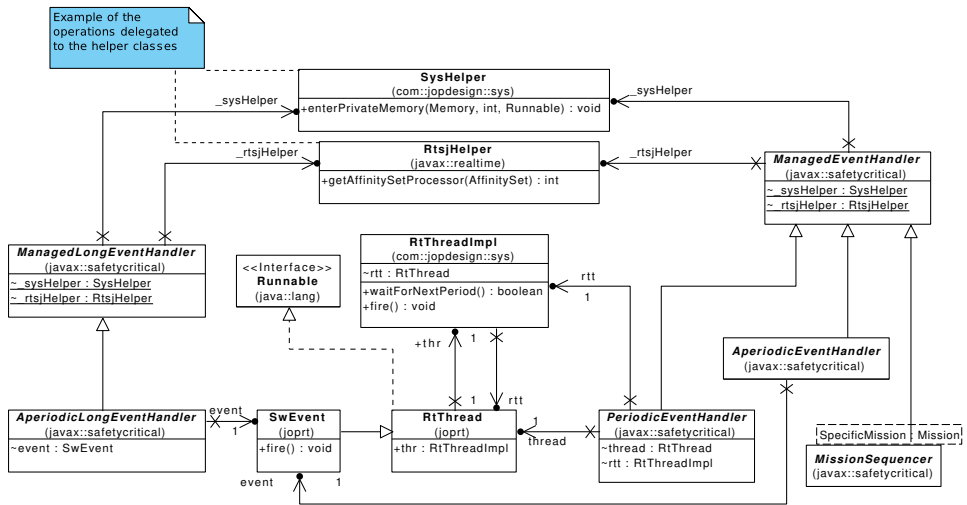 Example of the
operations delegated
to the helper classes
SysHelper
(com::jopdesign::sys)
+enterPrivateMemory(Memory, int, Runnable) : void
_sysHelper
_sysHelper
RtsjHelper
(javax::realtime)
+getAffinitySetProcessor(AffinitySet) : int
_rtsjHelper
_rtsjHelper
ManagedEventHandler
(javax::safetycritical)
~_sysHelper : SysHelper
~_rtsjHelper : RtsjHelper
ManagedLongEventHandler
(javax::safetycritical)
~_sysHelper : SysHelper
~_rtsjHelper : RtsjHelper
<<Interface>>
Runnable
(java::lang)
RtThreadImpl
(com::jopdesign::sys)
~rtt : RtThread
+waitForNextPeriod() : boolean
+fire() : void
rtt
1
+thr
1
1
rtt
AperiodicEventHandler
(javax::safetycritical)
AperiodicLongEventHandler
(javax::safetycritical)
~event : SwEvent
event
1
SwEvent
(joprt)
+fire() : void
RtThread
(joprt)
+thr : RtThreadImpl
1
thread
PeriodicEventHandler
(javax::safetycritical)
~thread : RtThread
~rtt : RtThreadImpl
SpecificMission : Mission
MissionSequencer
(javax::safetycritical)
event
1